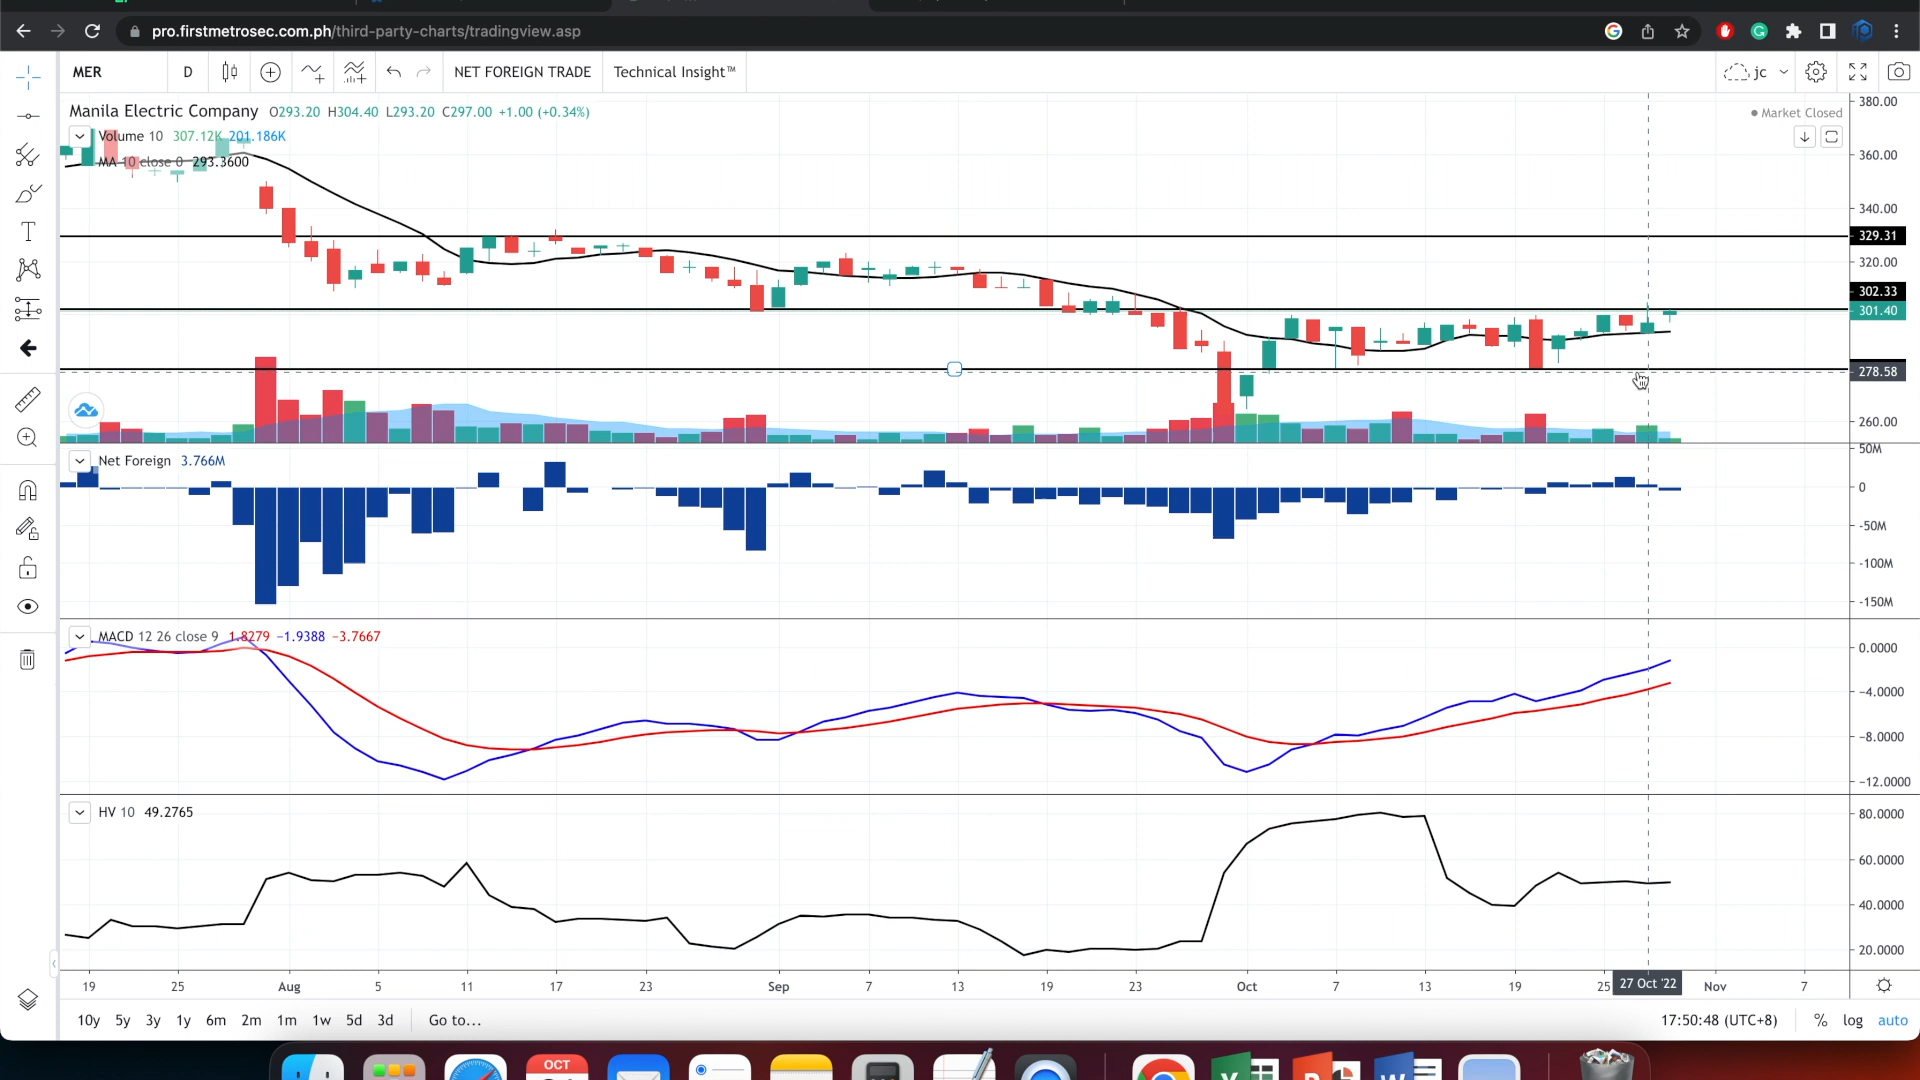 pro.firstmetrosec.com.ph/third-party-charts/tradingview.asp
MER D NET FOREIGN TRADE Technical Insight™ jc
Manila Electric Company O293.20 H304.40 L293.20 C297.00 +1.00 (+0.34%)
Market Closed
Volume 10 307.12K 201.186K
MA 10 close 0 293.3600
380.00
360.00
340.00
329.31
320.00
302.33
301.40
278.58
260.00
Net Foreign 3.766M
50M
0
-50M
-100M
-150M
MACD 12 26 close 9 1.8279 −1.9388 −3.7667
0.0000
−4.0000
−8.0000
−12.0000
HV 10 49.2765
80.0000
60.0000
40.0000
20.0000
19 25 Aug 5 11 17 23 Sep 7 13 19 23 Oct 7 13 19 25 27 Oct '22 Nov 7
10y 5y 3y 1y 6m 2m 1m 1w 5d 3d Go to... 17:50:48 (UTC+8) % log auto
OCT